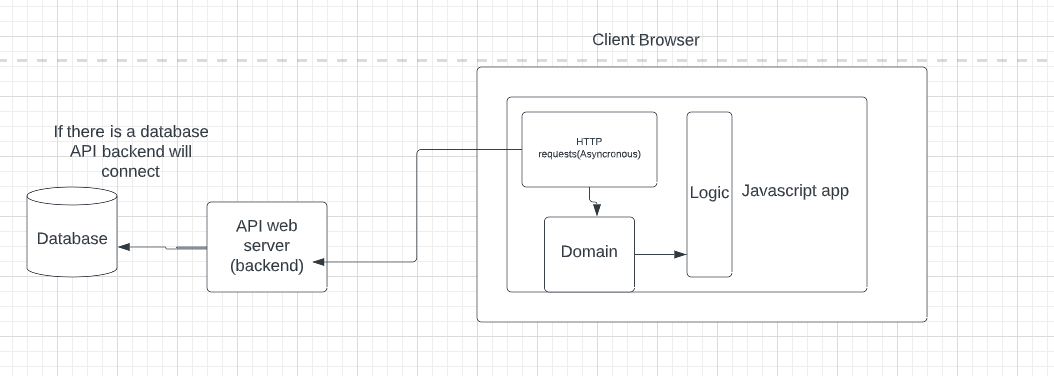 Client Browser
If there is a database
API backend will
connect
Database
API web
server
(backend)
HTTP
requests(Asyncronous)
Domain
Logic
Javascript app